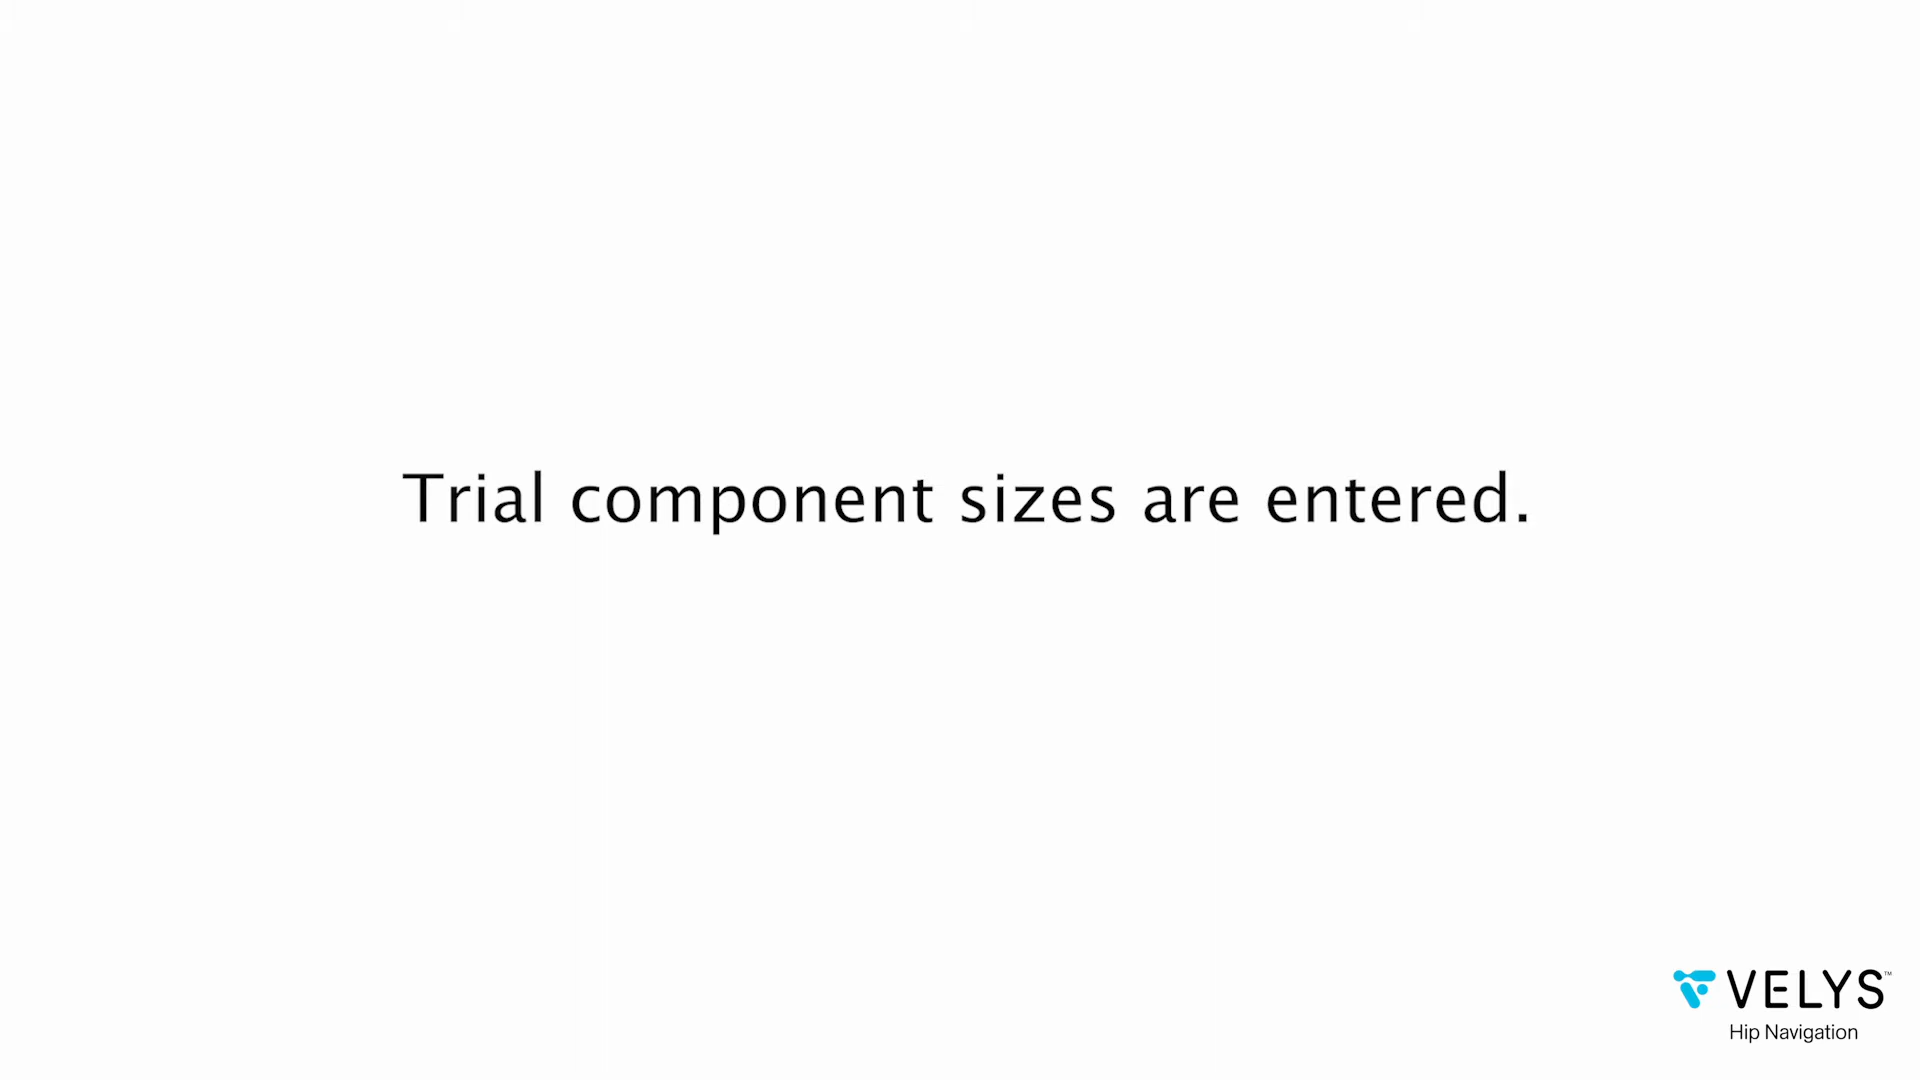 Trial component sizes are entered.
VELYS™
Hip Navigation